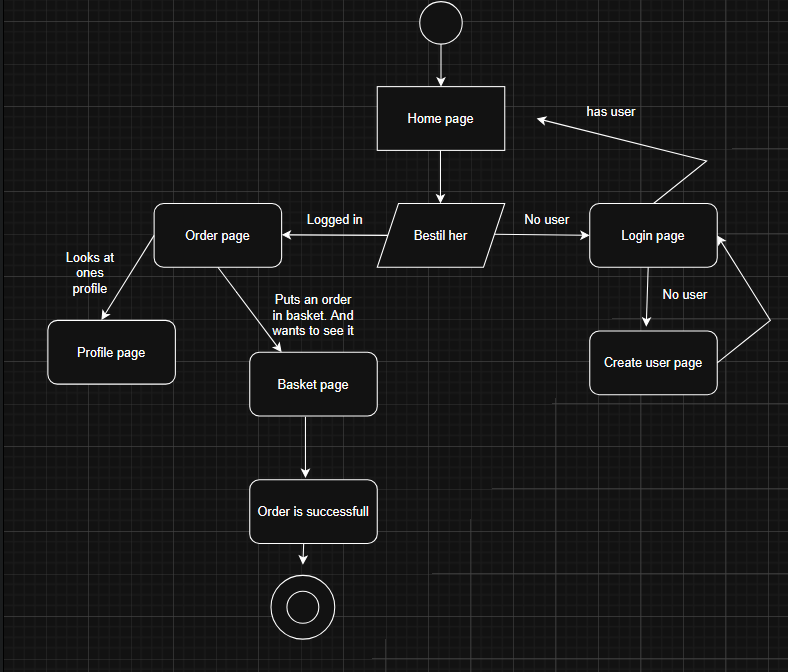 has user
Home page
Logged in
No user
Order page
Bestil her
Login page
Looks at
ones
profile
Puts an order
in basket. And
wants to see it
No user
Profile page
Create user page
Basket page
Order is successfull